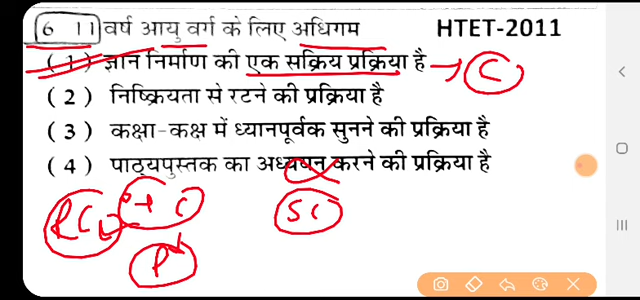 6 11 वर्ष आयु वर्ग के लिए अधिगम HTET-2011
( 1 ) ज्ञान निर्माण की एक सक्रिय प्रक्रिया है → C
( 2 ) निष्क्रियता से रटने की प्रक्रिया है
( 3 ) कक्षा-कक्ष में ध्यानपूर्वक सुनने की प्रक्रिया है
( 4 ) पाठ्यपुस्तक का अध्ययन करने की प्रक्रिया है
SC
P